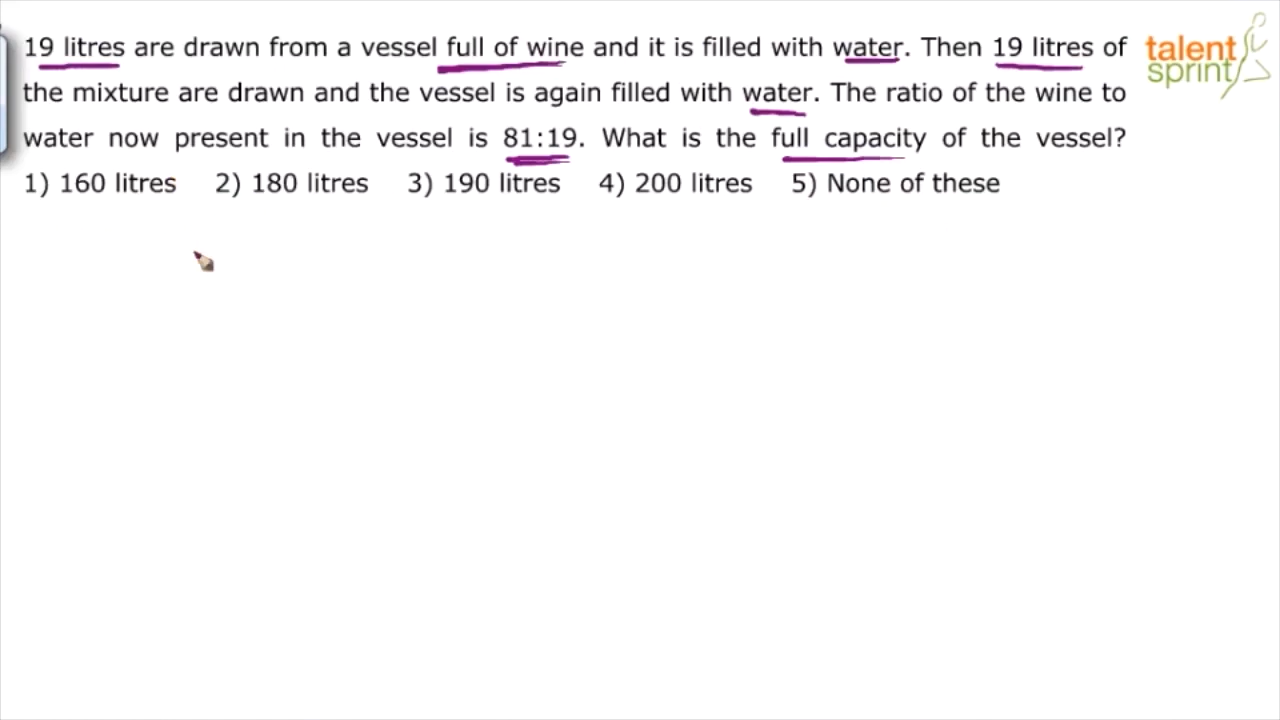 19 litres are drawn from a vessel full of wine and it is filled with water. Then 19 litres of
the mixture are drawn and the vessel is again filled with water. The ratio of the wine to
water now present in the vessel is 81:19. What is the full capacity of the vessel?
1) 160 litres 2) 180 litres 3) 190 litres 4) 200 litres 5) None of these
talent
sprint